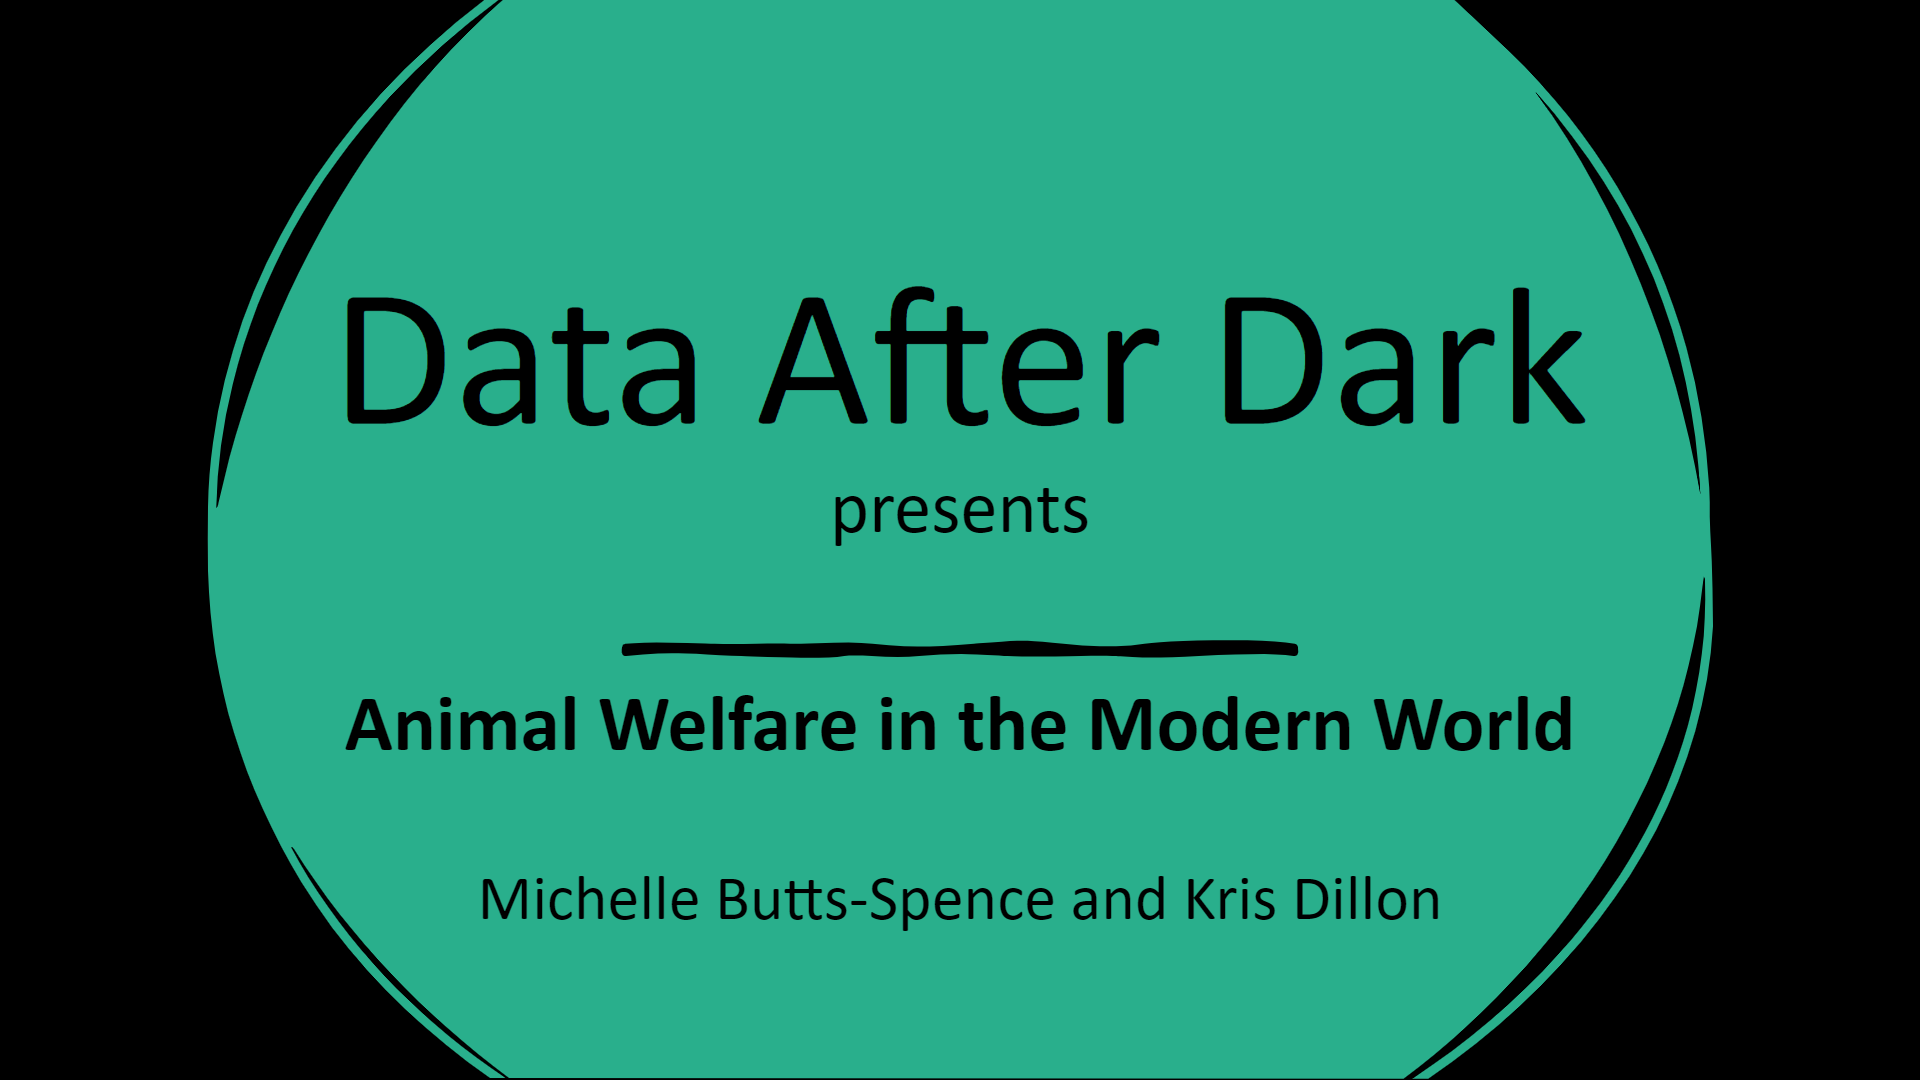 Data After Dark
presents
Animal Welfare in the Modern World
Michelle Butts-Spence and Kris Dillon